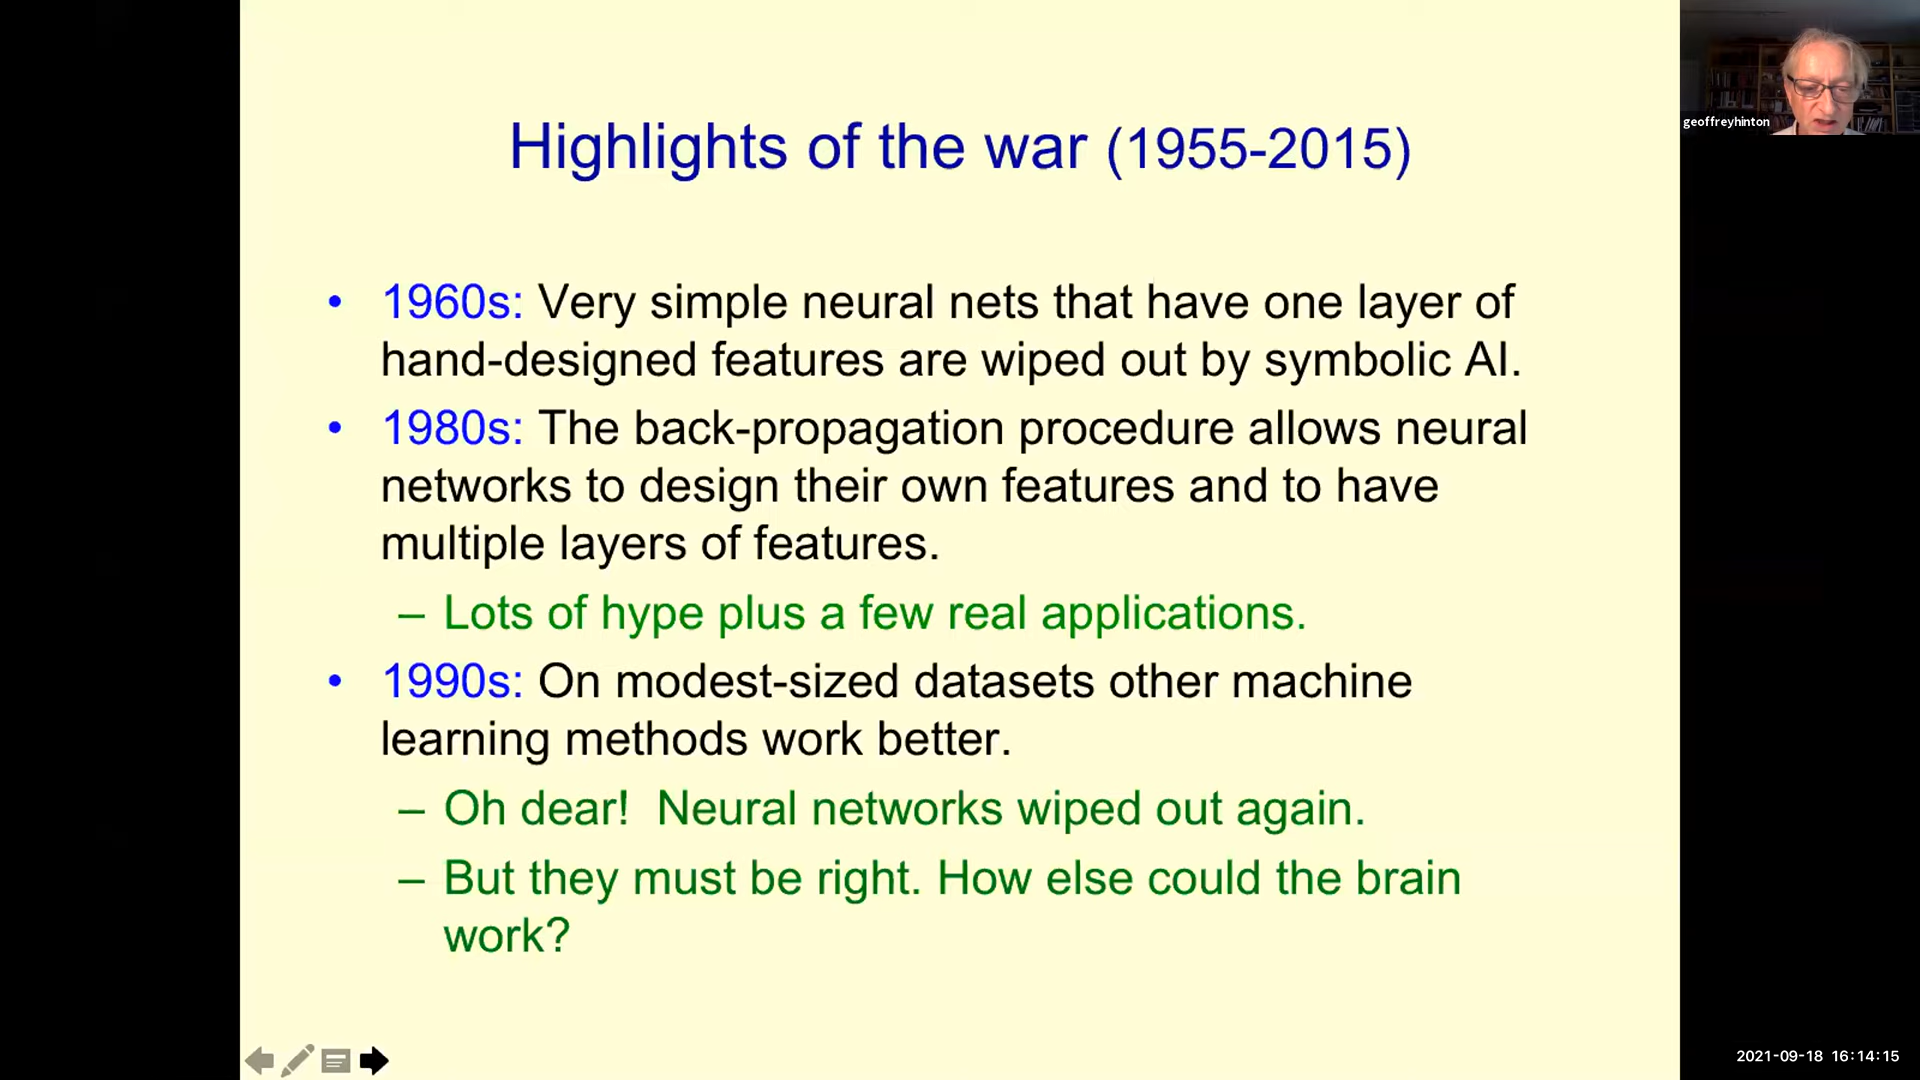 Highlights of the war (1955-2015)
geoffreyhinton
• 1960s: Very simple neural nets that have one layer of
hand-designed features are wiped out by symbolic AI.
• 1980s: The back-propagation procedure allows neural
networks to design their own features and to have
multiple layers of features.
– Lots of hype plus a few real applications.
• 1990s: On modest-sized datasets other machine
learning methods work better.
– Oh dear!  Neural networks wiped out again.
– But they must be right. How else could the brain
work?
2021-09-18 16:14:15